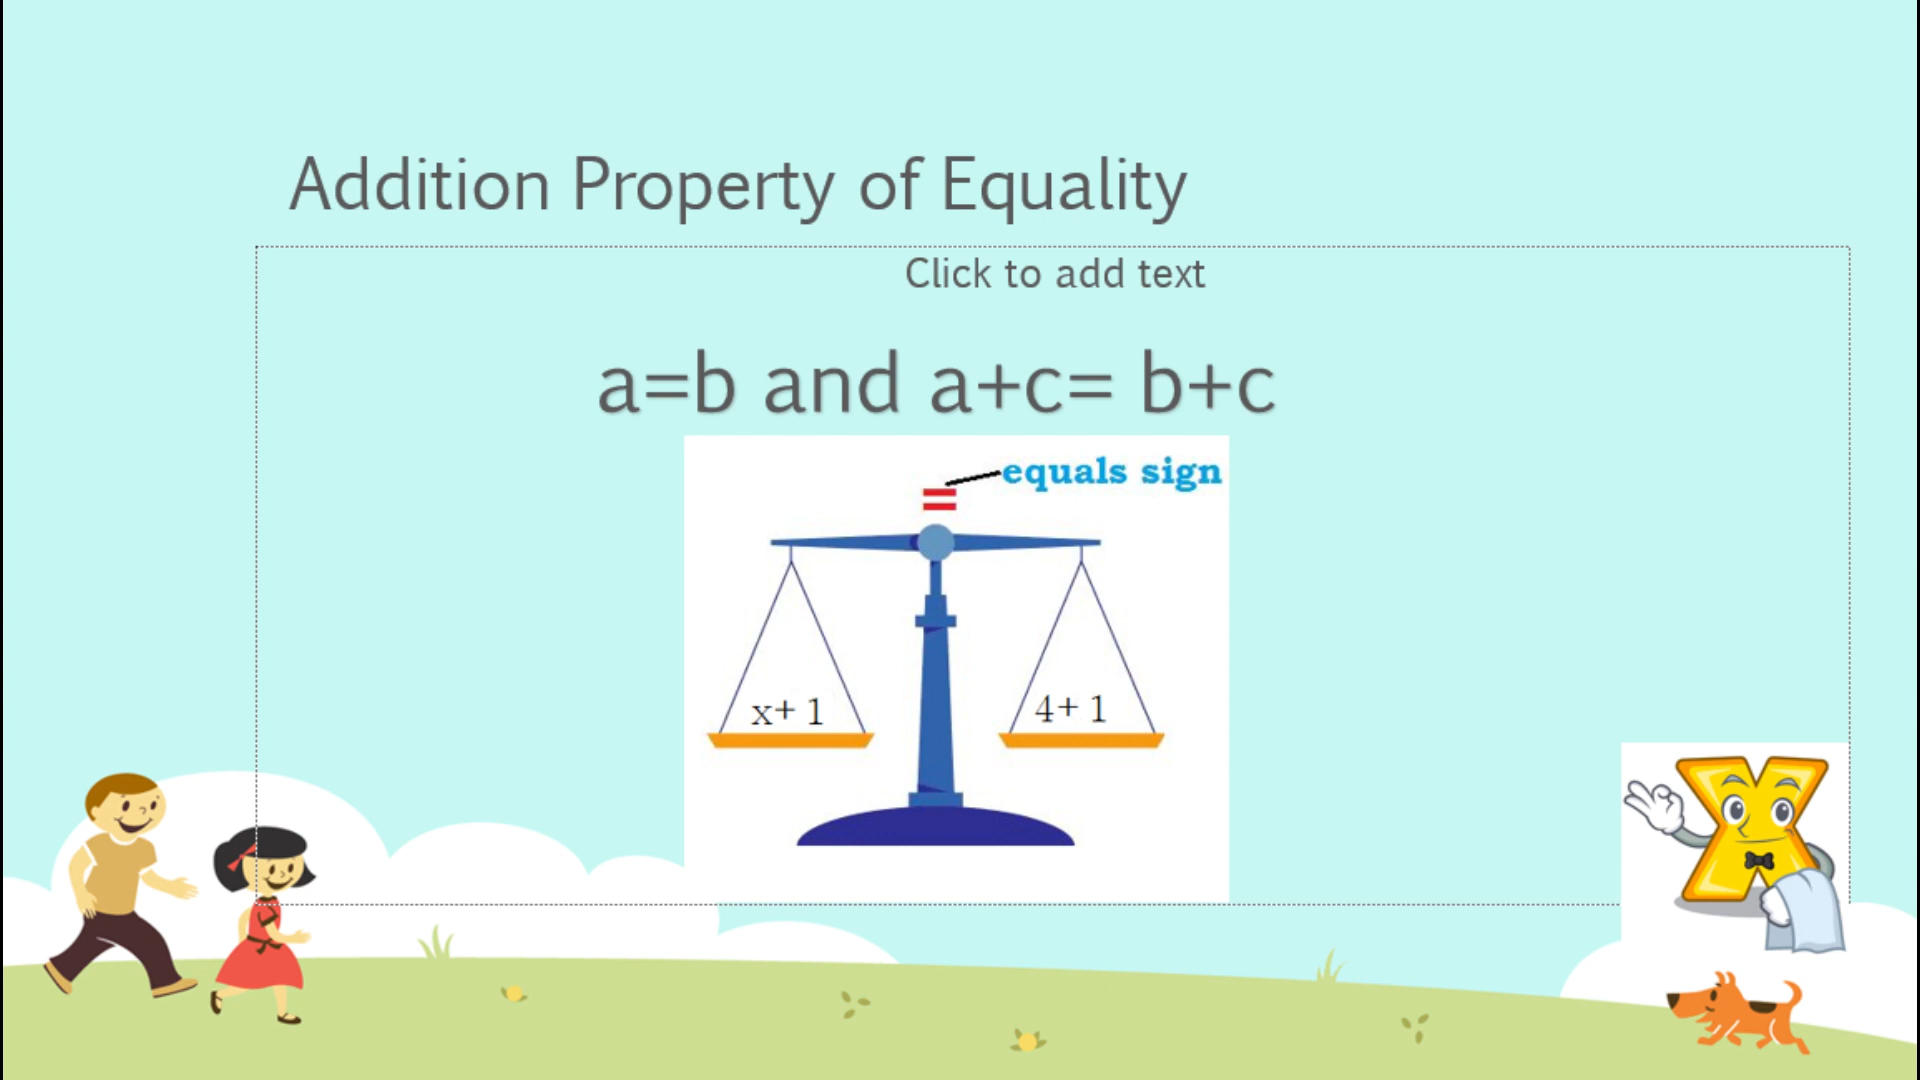 Addition Property of Equality
Click to add text
a=b and a+c= b+c
equals sign
=
x+ 1
4+ 1
X